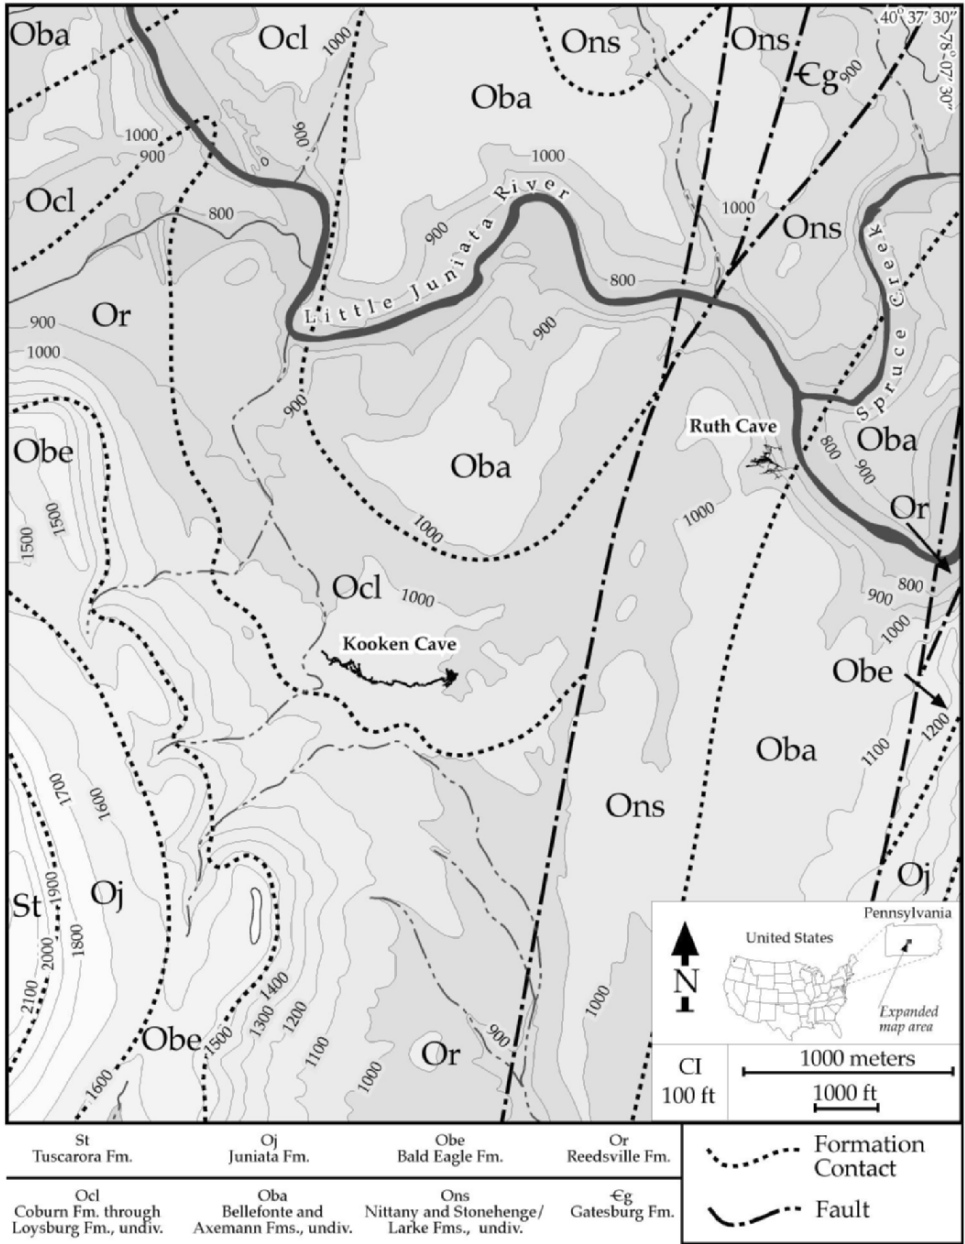 Oba
Ocl
1000
Ons
Ons
40° 37' 30"
78° 07' 30"
Oba
Єg
900
900
1000
900
1000
Ocl
800
900
Little Juniata River
1000
Ons
800
Spruce Creek
Or
900
1000
900
900
Ruth Cave
800
900
Oba
Obe
Oba
1500
1500
1000
1000
Or
Ocl
1000
800
900
1000
Kooken Cave
Obe
1200
1100
Oba
1700
1600
Ons
St
1900
Oj
1800
2000
2100
Oj
1400
1300
1200
1500
Obe
1100
1000
1600
Or
900
1000
Pennsylvania
United States
N
Expanded
map area
CI
100 ft
1000 meters
1000 ft
St
Tuscarora Fm.
Oj
Juniata Fm.
Obe
Bald Eagle Fm.
Or
Reedsville Fm.
Ocl
Coburn Fm. through
Loysburg Fm., undiv.
Oba
Bellefonte and
Axemann Fms., undiv.
Ons
Nittany and Stonehenge/
Larke Fms., undiv.
Єg
Gatesburg Fm.
Formation
Contact
Fault